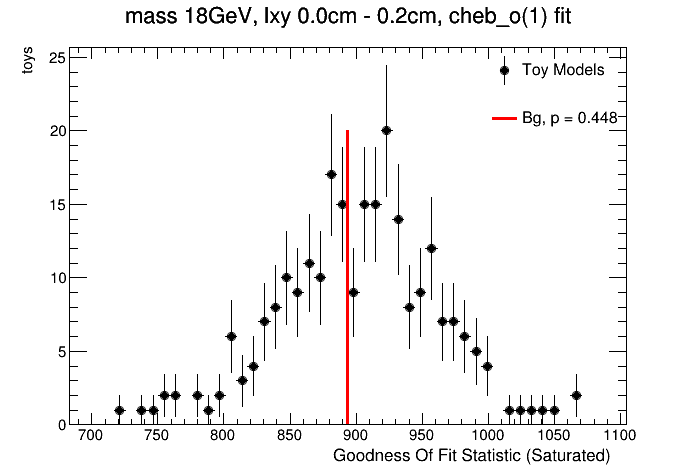 mass 18GeV, lxy 0.0cm - 0.2cm, cheb_o(1) fit
toys
25
20
15
10
5
0
Toy Models
Bg, p = 0.448
700 750 800 850 900 950 1000 1050 1100
Goodness Of Fit Statistic (Saturated)